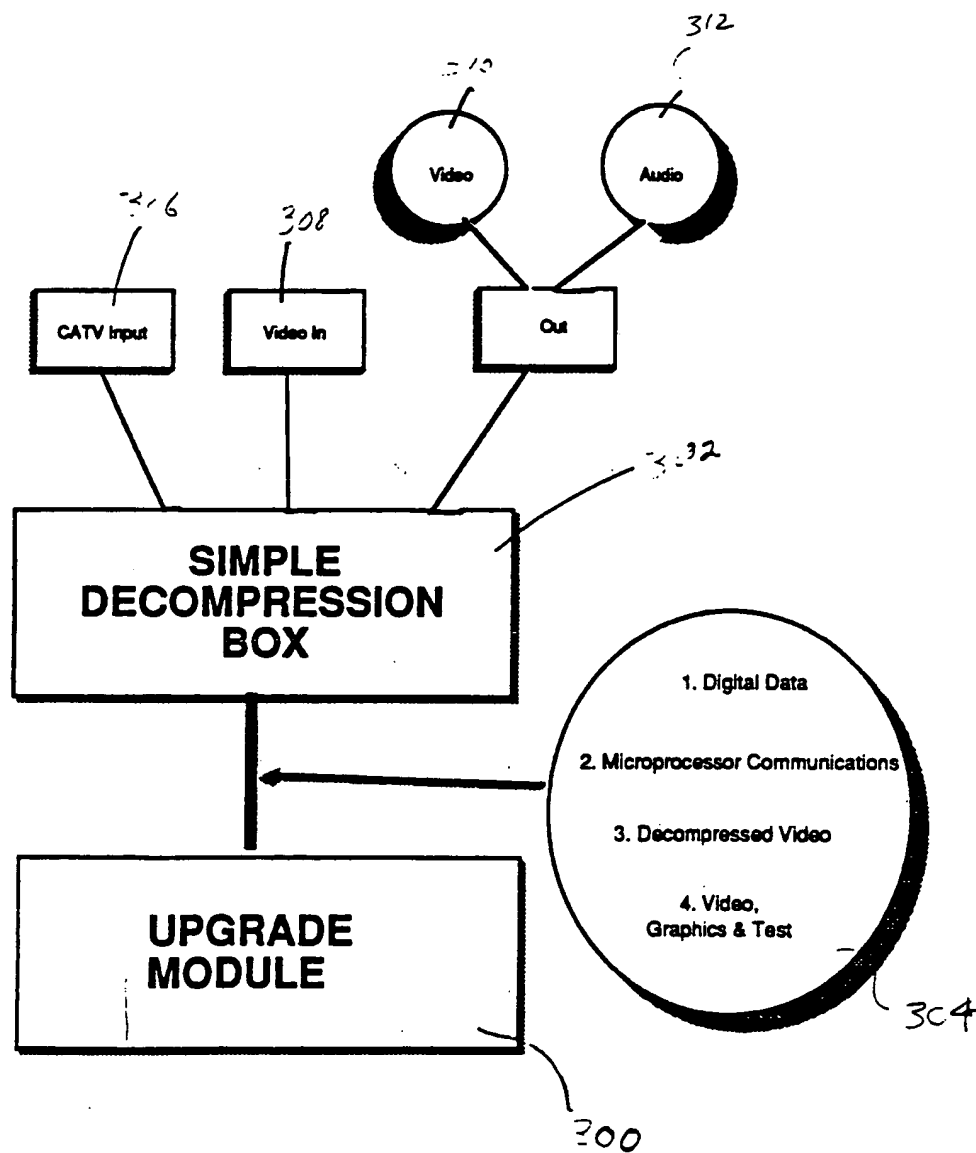 312
Video
Audio
308
CATV Input
Video In
Out
SIMPLE
DECOMPRESSION
BOX
1. Digital Data
2. Microprocessor Communications
3. Decompressed Video
4. Video,
Graphics & Test
UPGRADE
MODULE
304
300